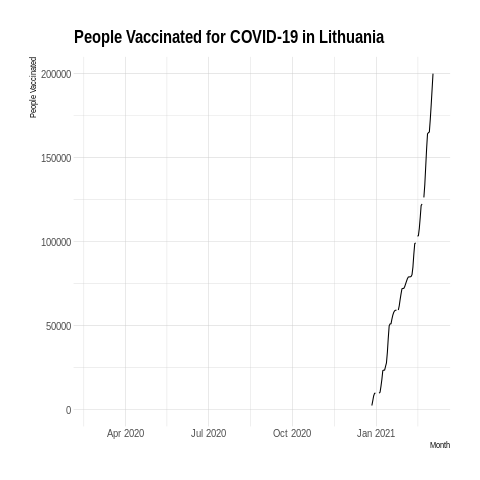 People Vaccinated for COVID-19 in Lithuania
People Vaccinated
200000
150000
100000
50000
0
Apr 2020
Jul 2020
Oct 2020
Jan 2021
Month